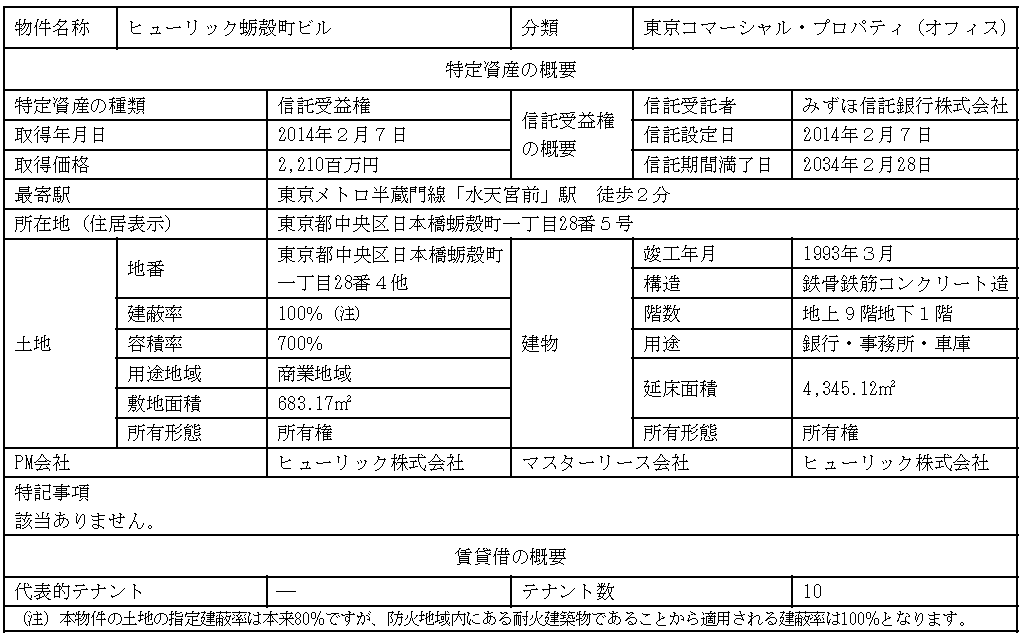 物件名称 ヒューリック蛎殻町ビル 分類 東京コマーシャル・プロパティ（オフィス）
特定資産の概要
特定資産の種類 信託受益権 信託受益権の概要 信託受託者 みずほ信託銀行株式会社
取得年月日 2014年２月７日 信託設定日 2014年２月７日
取得価格 2,210百万円 信託期間満了日 2034年２月28日
最寄駅 東京メトロ半蔵門線「水天宮前」駅　徒歩２分
所在地（住居表示） 東京都中央区日本橋蛎殻町一丁目28番５号
土地 地番 東京都中央区日本橋蛎殻町一丁目28番４他 建物 竣工年月 1993年３月
構造 鉄骨鉄筋コンクリート造
建蔽率 100%（注） 階数 地上９階地下１階
容積率 700% 用途 銀行・事務所・車庫
用途地域 商業地域 延床面積 4,345.12㎡
敷地面積 683.17㎡
所有形態 所有権 所有形態 所有権
PM会社 ヒューリック株式会社 マスターリース会社 ヒューリック株式会社
特記事項
該当ありません。
賃貸借の概要
代表的テナント ― テナント数 10
（注）本物件の土地の指定建蔽率は本来80%ですが、防火地域内にある耐火建築物であることから適用される建蔽率は100%となります。